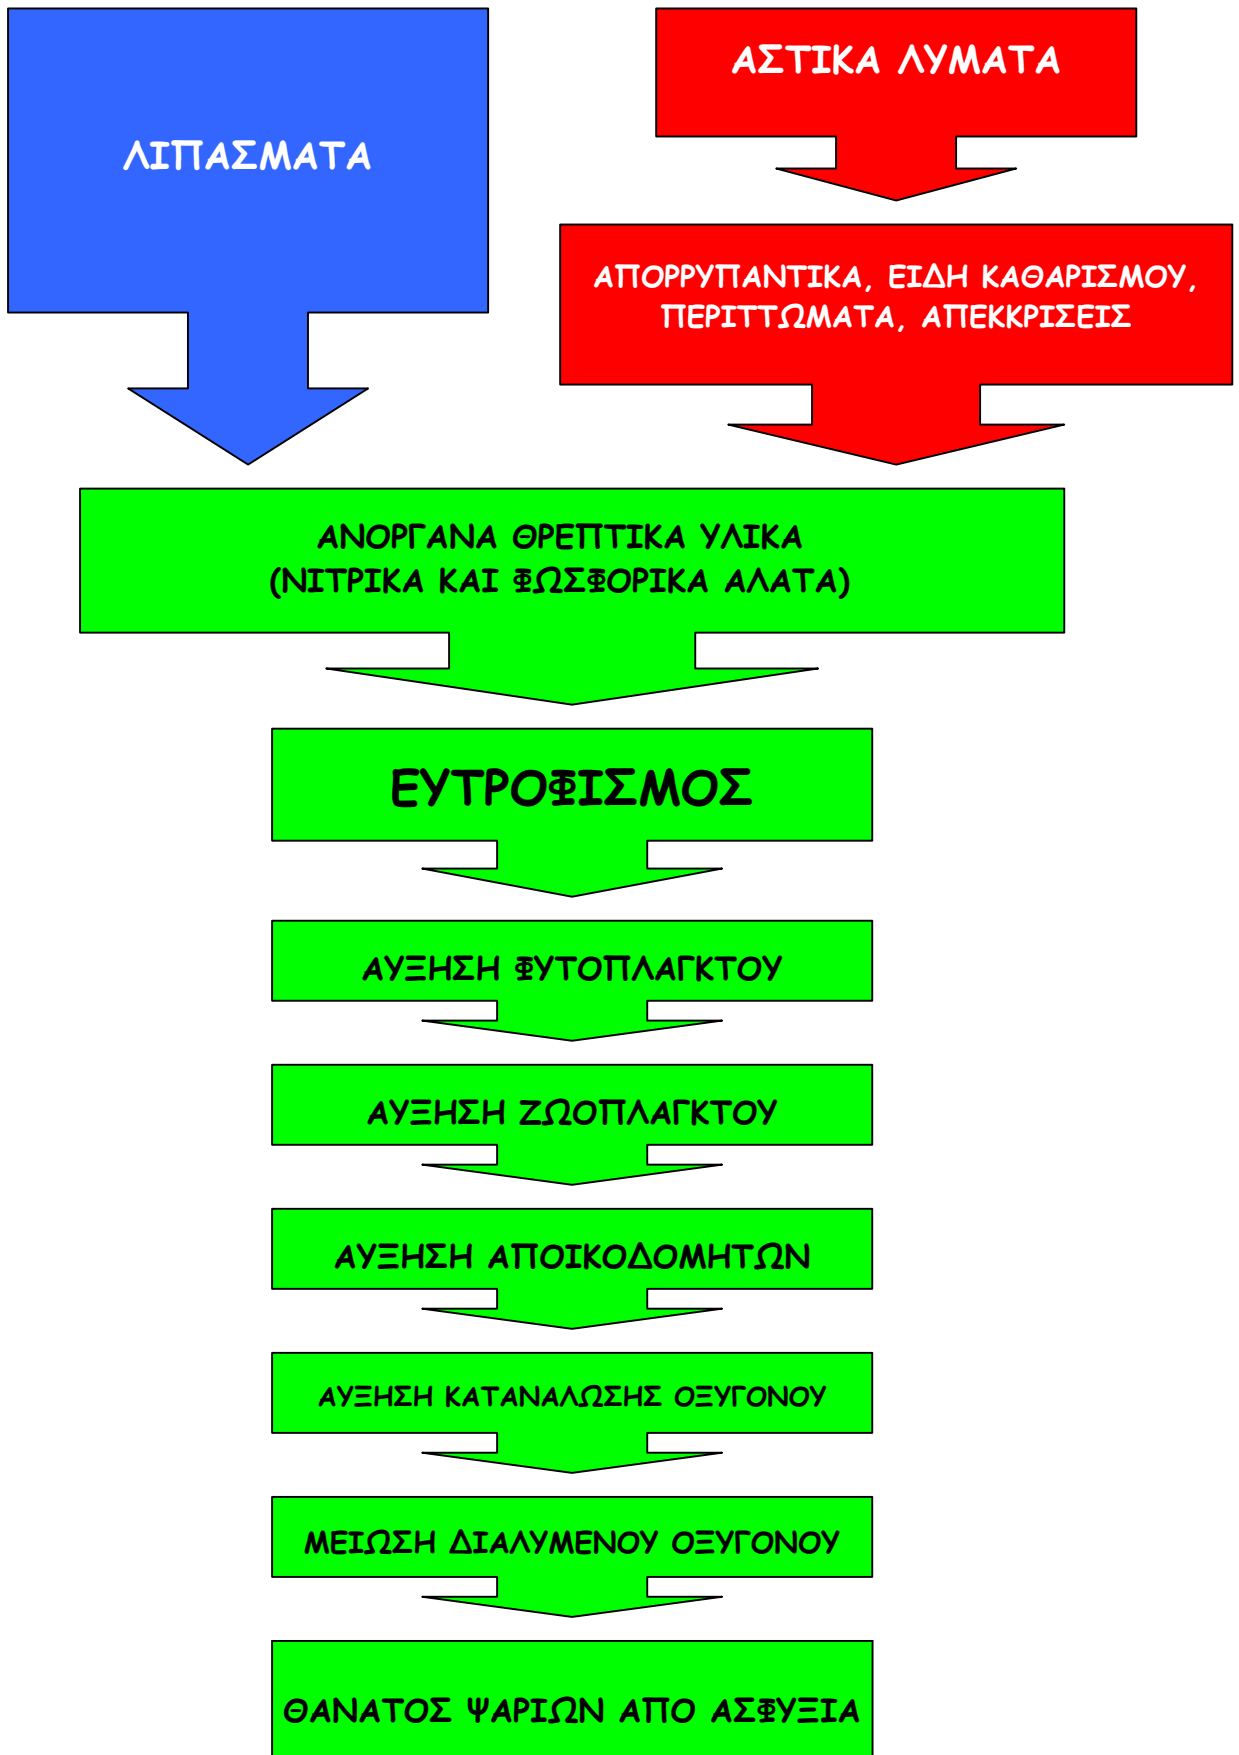 ΛΙΠΑΣΜΑΤΑ
ΑΣΤΙΚΑ ΛΥΜΑΤΑ
ΑΠΟΡΡΥΠΑΝΤΙΚΑ, ΕΙΔΗ ΚΑΘΑΡΙΣΜΟΥ,
ΠΕΡΙΤΤΩΜΑΤΑ, ΑΠΕΚΚΡΙΣΕΙΣ
ΑΝΟΡΓΑΝΑ ΘΡΕΠΤΙΚΑ ΥΛΙΚΑ
(ΝΙΤΡΙΚΑ ΚΑΙ ΦΩΣΦΟΡΙΚΑ ΑΛΑΤΑ)
ΕΥΤΡΟΦΙΣΜΟΣ
ΑΥΞΗΣΗ ΦΥΤΟΠΛΑΓΚΤΟΥ
ΑΥΞΗΣΗ ΖΩΟΠΛΑΓΚΤΟΥ
ΑΥΞΗΣΗ ΑΠΟΙΚΟΔΟΜΗΤΩΝ
ΑΥΞΗΣΗ ΚΑΤΑΝΑΛΩΣΗΣ ΟΞΥΓΟΝΟΥ
ΜΕΙΩΣΗ ΔΙΑΛΥΜΕΝΟΥ ΟΞΥΓΟΝΟΥ
ΘΑΝΑΤΟΣ ΨΑΡΙΩΝ ΑΠΟ ΑΣΦΥΞΙΑ